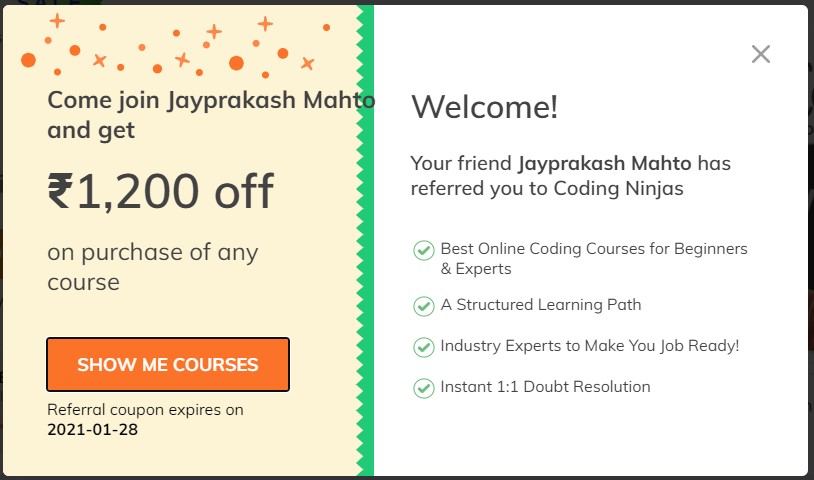 Come join Jayprakash Mahto
and get
₹1,200 off
on purchase of any
course
SHOW ME COURSES
Referral coupon expires on
2021-01-28
Welcome!
Your friend Jayprakash Mahto has
referred you to Coding Ninjas
Best Online Coding Courses for Beginners
& Experts
A Structured Learning Path
Industry Experts to Make You Job Ready!
Instant 1:1 Doubt Resolution